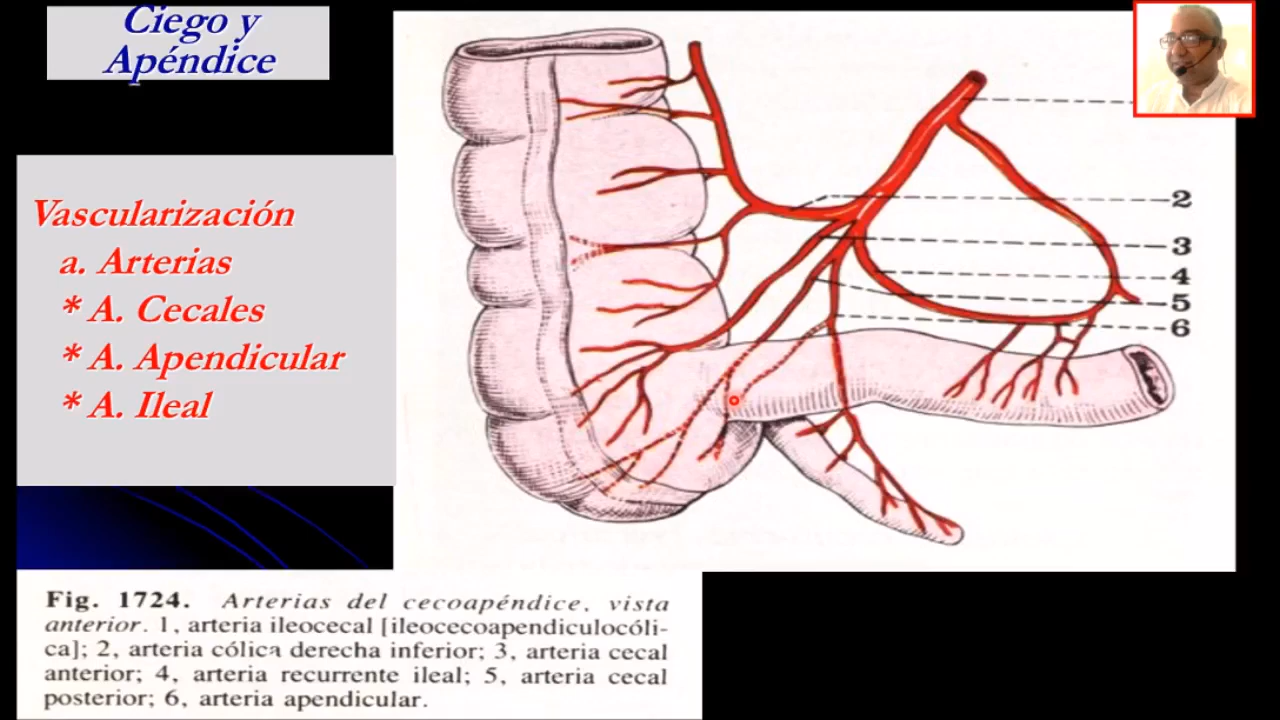 Ciego y
Apéndice
Vascularización
a. Arterias
* A. Cecales
* A. Apendicular
* A. Ileal
2
3
4
5
6
Fig. 1724. Arterias del cecoapéndice, vista
anterior. 1, arteria ileocecal [ileocecoapendiculocóli-
ca]; 2, arteria cólica derecha inferior; 3, arteria cecal
anterior; 4, arteria recurrente ileal; 5, arteria cecal
posterior; 6, arteria apendicular.